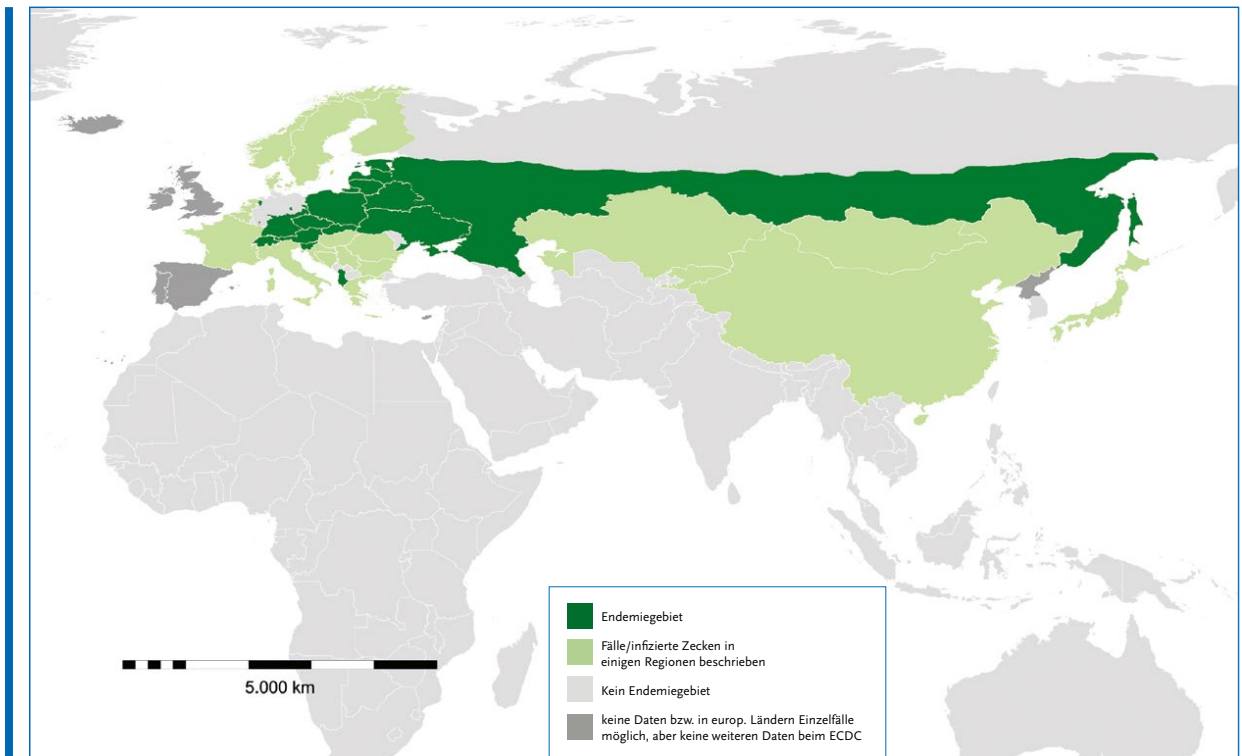 Endemiegebiet
Fälle/infizierte Zecken in
einigen Regionen beschrieben
Kein Endemiegebiet
keine Daten bzw. in europ. Ländern Einzelfälle
möglich, aber keine weiteren Daten beim ECDC
5.000 km